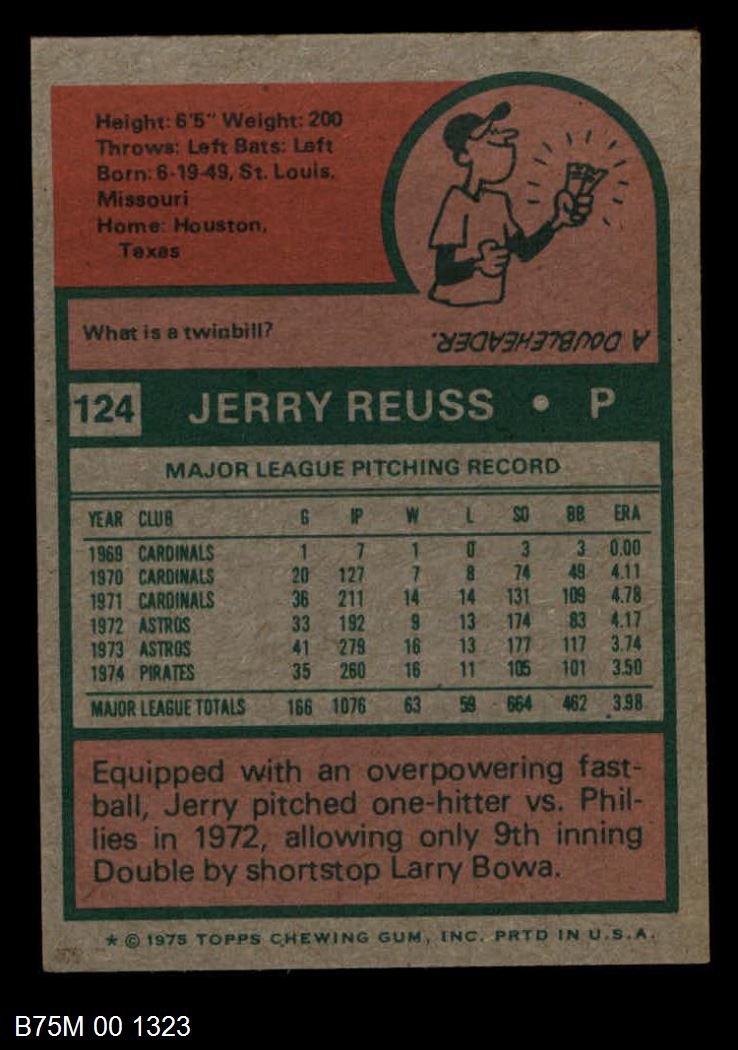 Height: 6'5" Weight: 200
Throws: Left Bats: Left
Born: 6-19-49, St. Louis,
Missouri
Home: Houston,
Texas
What is a twinbill?
A DOUBLEHEADER.
124 JERRY REUSS • P
MAJOR LEAGUE PITCHING RECORD
YEAR CLUB G IP W L SO BB ERA
1969 CARDINALS 1 7 1 0 3 3 0.00
1970 CARDINALS 20 127 7 8 74 49 4.11
1971 CARDINALS 36 211 14 14 131 109 4.78
1972 ASTROS 33 192 9 13 174 83 4.17
1973 ASTROS 41 279 16 13 177 117 3.74
1974 PIRATES 35 260 16 11 105 101 3.50
MAJOR LEAGUE TOTALS 166 1076 63 59 664 462 3.98
Equipped with an overpowering fast-
ball, Jerry pitched one-hitter vs. Phil-
lies in 1972, allowing only 9th inning
Double by shortstop Larry Bowa.
* © 1975 TOPPS CHEWING GUM, INC. PRTD IN U.S.A.
B75M 00 1323